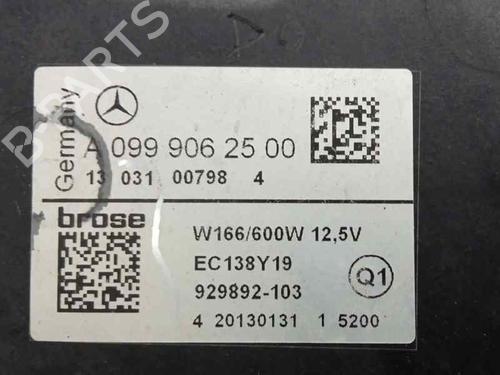 B-PARTS
Germany
A 099 906 25 00
13 031 00798 4
brose
W166/600W 12,5V
EC138Y19
929892-103
Q1
4 20130131 1 5200